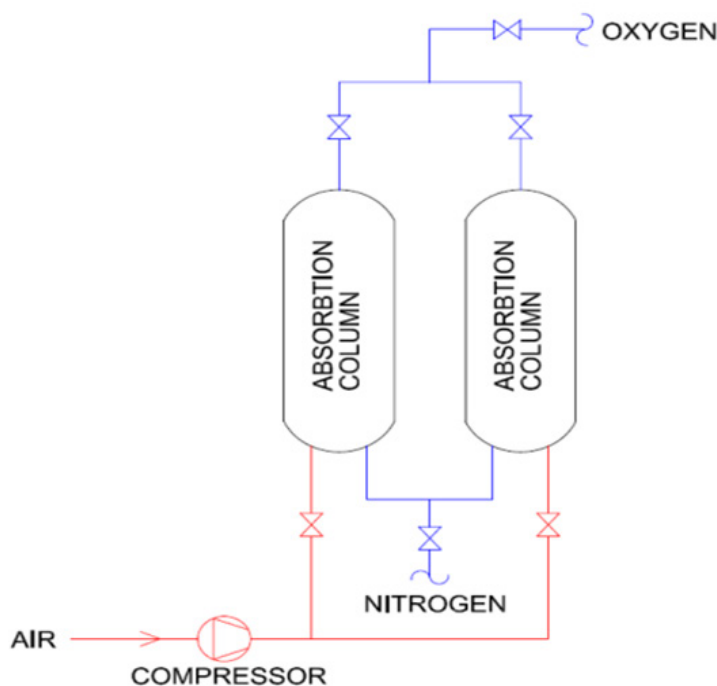 OXYGEN
ABSORBTION
COLUMN
ABSORBTION
COLUMN
NITROGEN
AIR
COMPRESSOR